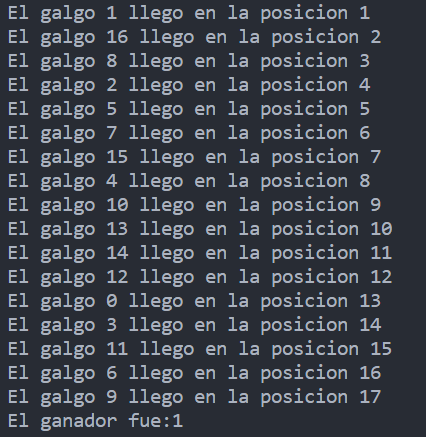 El galgo 1 llego en la posicion 1
El galgo 16 llego en la posicion 2
El galgo 8 llego en la posicion 3
El galgo 2 llego en la posicion 4
El galgo 5 llego en la posicion 5
El galgo 7 llego en la posicion 6
El galgo 15 llego en la posicion 7
El galgo 4 llego en la posicion 8
El galgo 10 llego en la posicion 9
El galgo 13 llego en la posicion 10
El galgo 14 llego en la posicion 11
El galgo 12 llego en la posicion 12
El galgo 0 llego en la posicion 13
El galgo 3 llego en la posicion 14
El galgo 11 llego en la posicion 15
El galgo 6 llego en la posicion 16
El galgo 9 llego en la posicion 17
El ganador fue:1